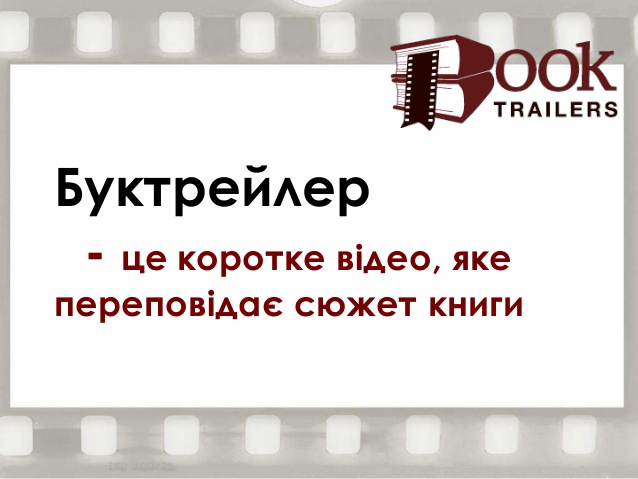 Book
TRAILERS
Буктрейлер
- це коротке відео, яке
переповідає сюжет книги